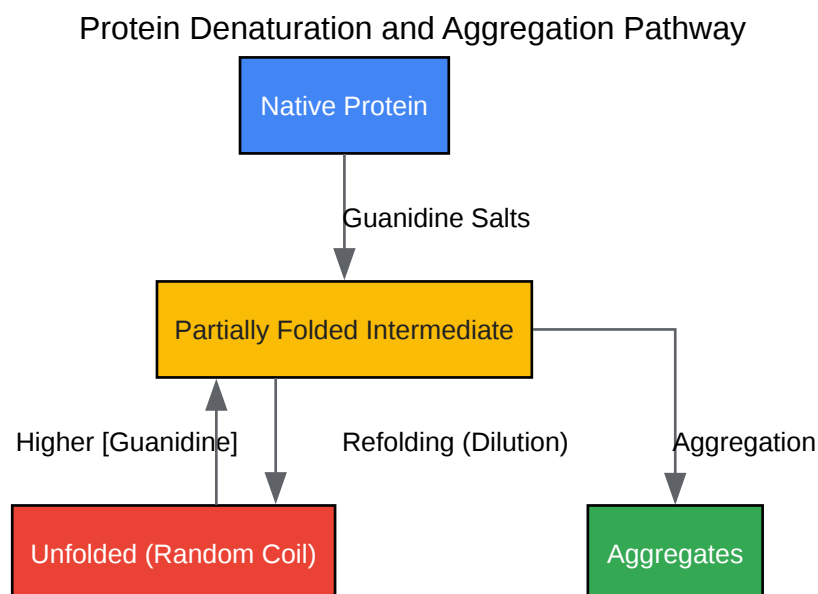 Protein Denaturation and Aggregation Pathway
Native Protein
Guanidine Salts
Partially Folded Intermediate
Higher [Guanidine]
Refolding (Dilution)
Aggregation
Unfolded (Random Coil)
Aggregates